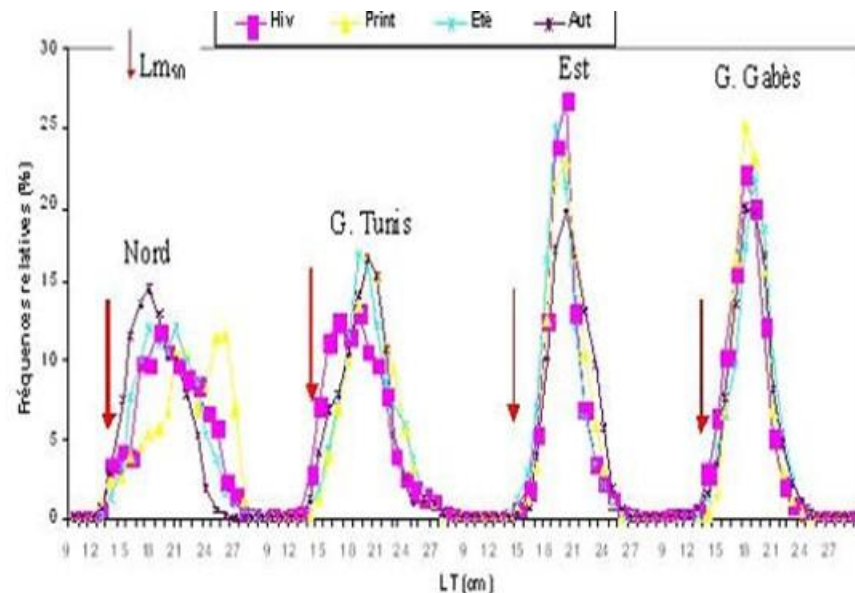 Hiv Print Eté Aut
Lm50
Est
G. Gabès
G. Tunis
Nord
Fréquences relatives (%)
30
25
20
15
10
5
0
9 12 15 18 21 24 27 9 12 15 18 21 24 27 9 12 15 18 21 24 27 9 12 15 18 21 24 27
LT (cm)